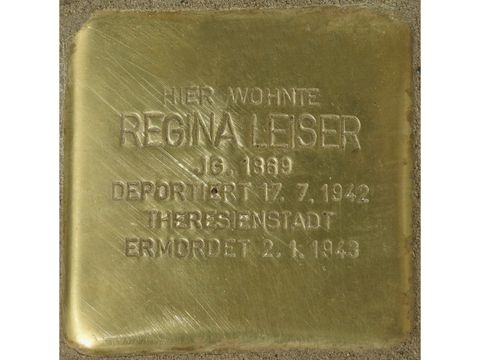 HIER WOHNTE
REGINA LEISER
JG. 1869
DEPORTIERT 17. 7. 1942
THERESIENSTADT
ERMORDET 2. 1. 1943